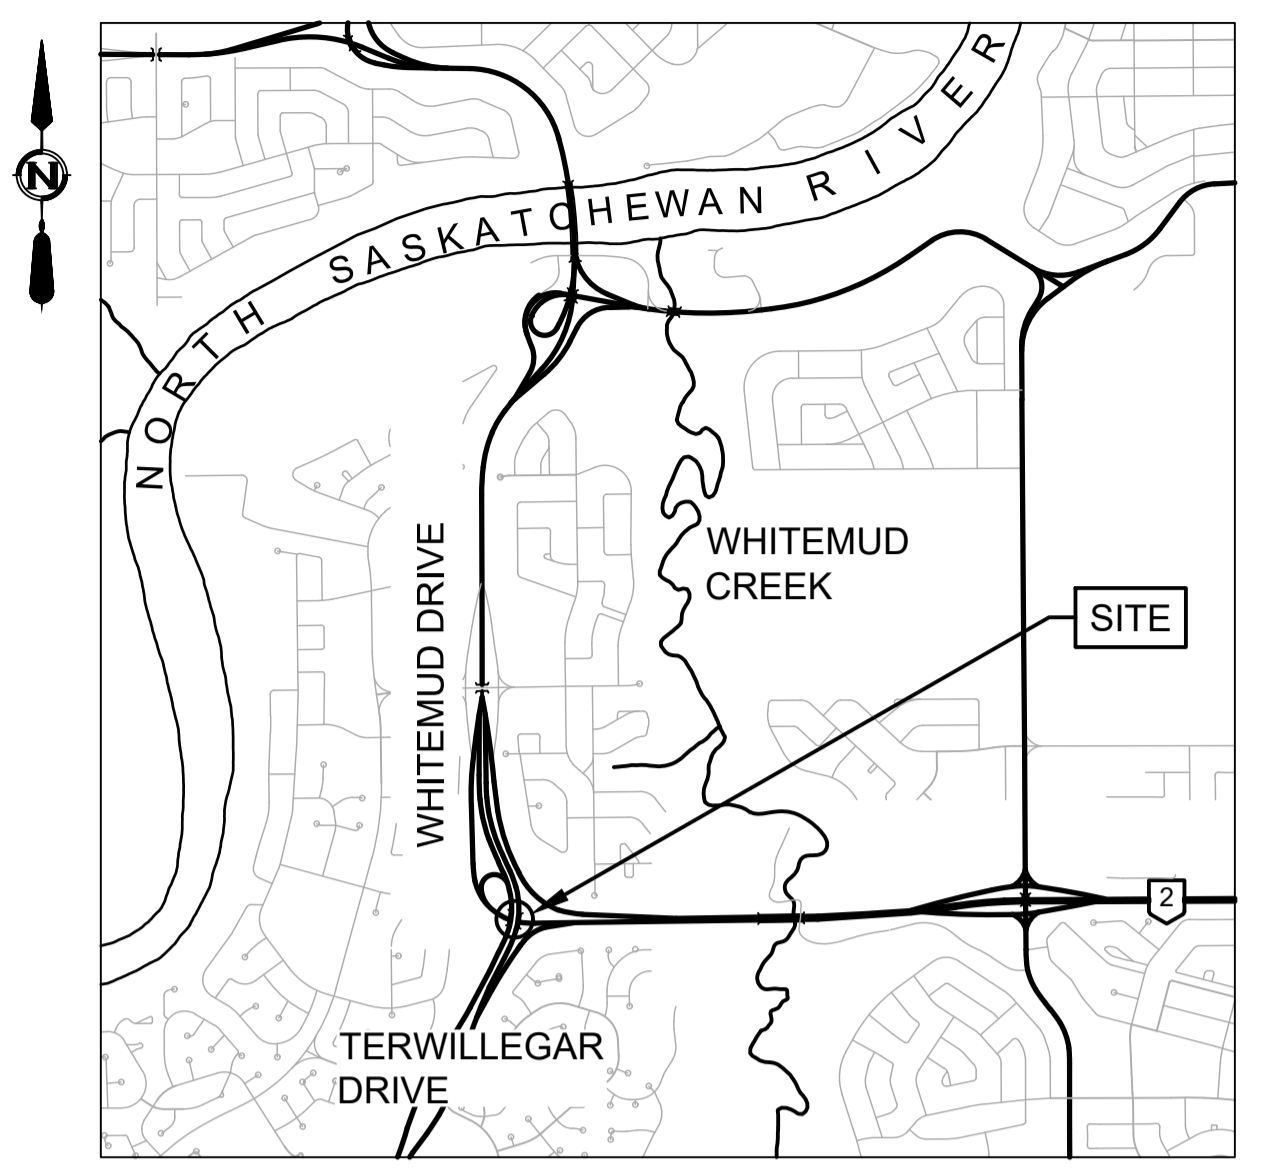 N
NORTH SASKATCHEWAN RIVER
WHITEMUD DRIVE
WHITEMUD
CREEK
SITE
2
TERWILLEGAR
DRIVE